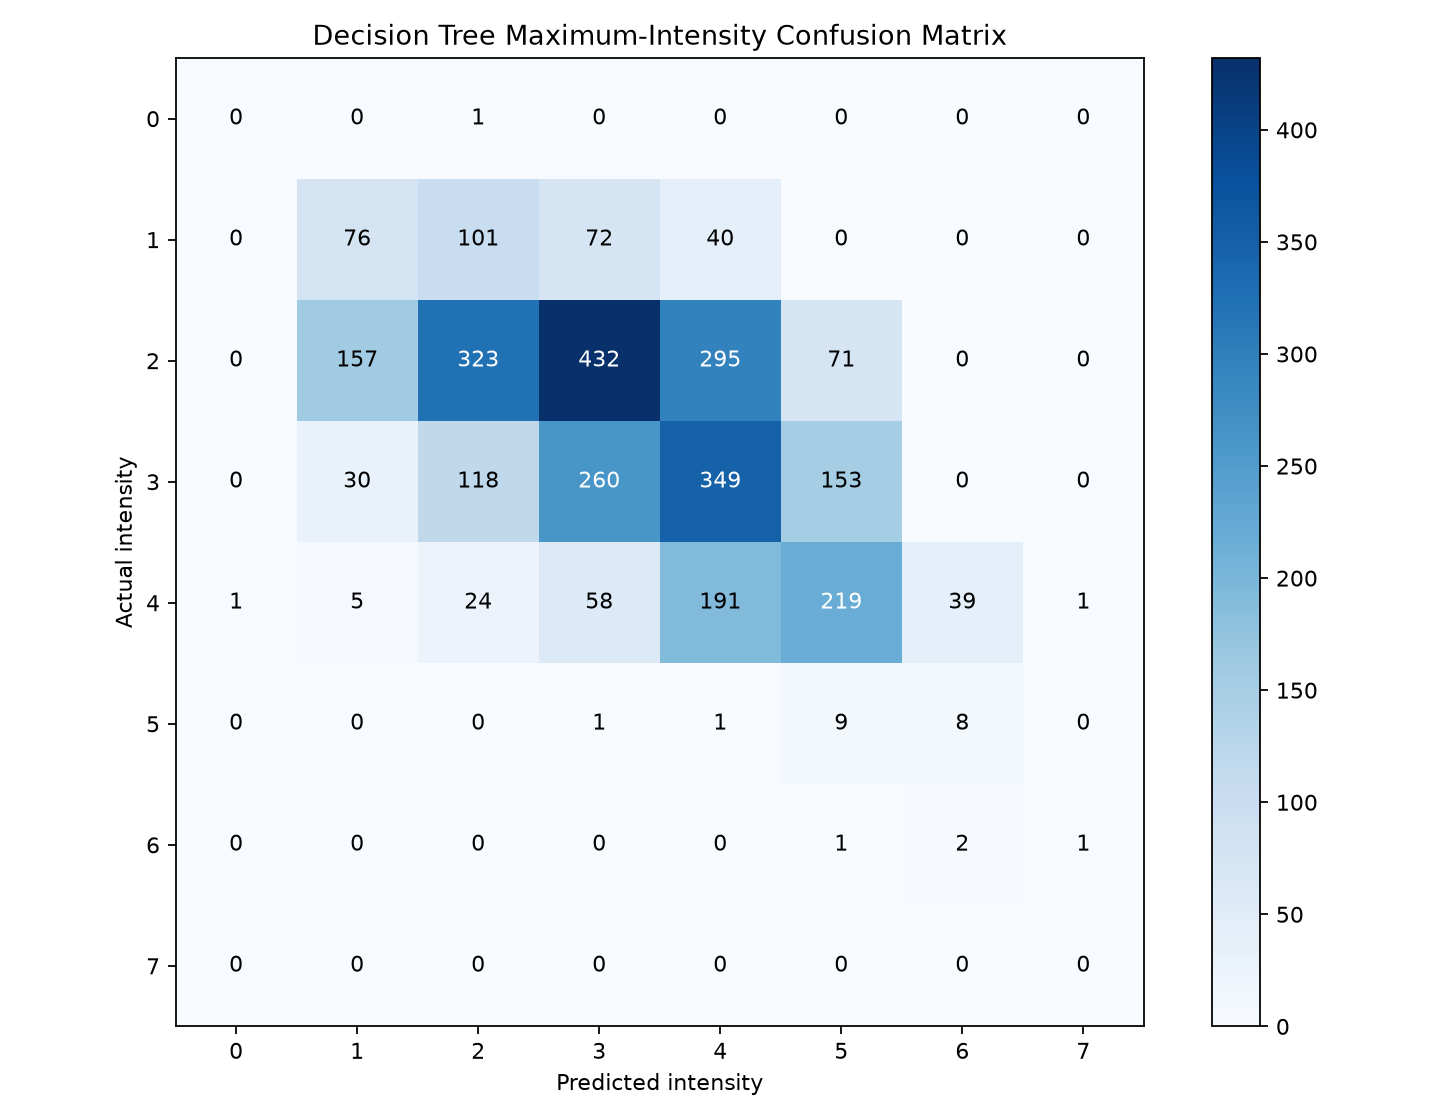 Decision Tree Maximum-Intensity Confusion Matrix
0 0 0 1 0 0 0 0 0
1 0 76 101 72 40 0 0 0
2 0 157 323 432 295 71 0 0
3 0 30 118 260 349 153 0 0
4 1 5 24 58 191 219 39 1
5 0 0 0 1 1 9 8 0
6 0 0 0 0 0 1 2 1
7 0 0 0 0 0 0 0 0
0 1 2 3 4 5 6 7
Predicted intensity
Actual intensity
400
350
300
250
200
150
100
50
0